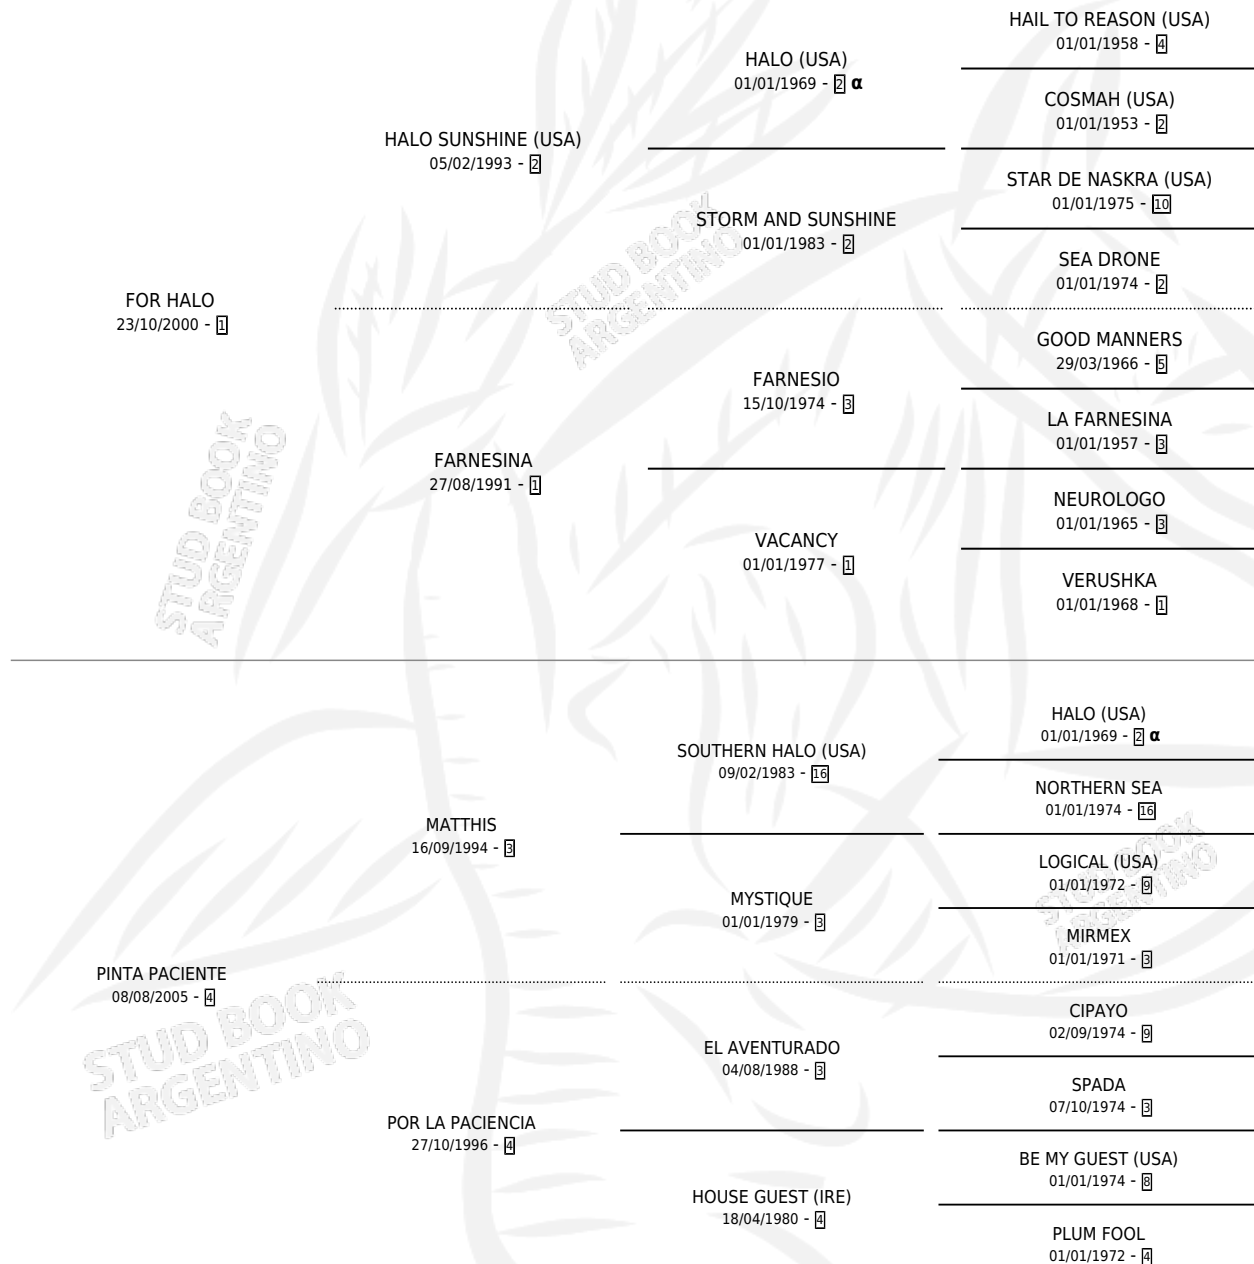 HAIL TO REASON (USA)
01/01/1958 - 4
HALO (USA)
01/01/1969 - 2 α
COSMAH (USA)
01/01/1953 - 2
HALO SUNSHINE (USA)
05/02/1993 - 2
STAR DE NASKRA (USA)
01/01/1975 - 10
STORM AND SUNSHINE
01/01/1983 - 2
SEA DRONE
01/01/1974 - 2
FOR HALO
23/10/2000 - 1
GOOD MANNERS
29/03/1966 - 5
FARNESIO
15/10/1974 - 3
LA FARNESINA
01/01/1957 - 3
FARNESINA
27/08/1991 - 1
NEUROLOGO
01/01/1965 - 3
VACANCY
01/01/1977 - 1
VERUSHKA
01/01/1968 - 1
HALO (USA)
01/01/1969 - 2 α
SOUTHERN HALO (USA)
09/02/1983 - 16
NORTHERN SEA
01/01/1974 - 16
MATTHIS
16/09/1994 - 3
LOGICAL (USA)
01/01/1972 - 9
MYSTIQUE
01/01/1979 - 3
MIRMEX
01/01/1971 - 3
PINTA PACIENTE
08/08/2005 - 4
CIPAYO
02/09/1974 - 9
EL AVENTURADO
04/08/1988 - 3
SPADA
07/10/1974 - 3
POR LA PACIENCIA
27/10/1996 - 4
BE MY GUEST (USA)
01/01/1974 - 8
HOUSE GUEST (IRE)
18/04/1980 - 4
PLUM FOOL
01/01/1972 - 4
STUD BOOK
ARGENTINO
STUD BOOK
ARGENTINO
STUD BOOK
ARGENTINO
STUD BOOK
ARGENTINO